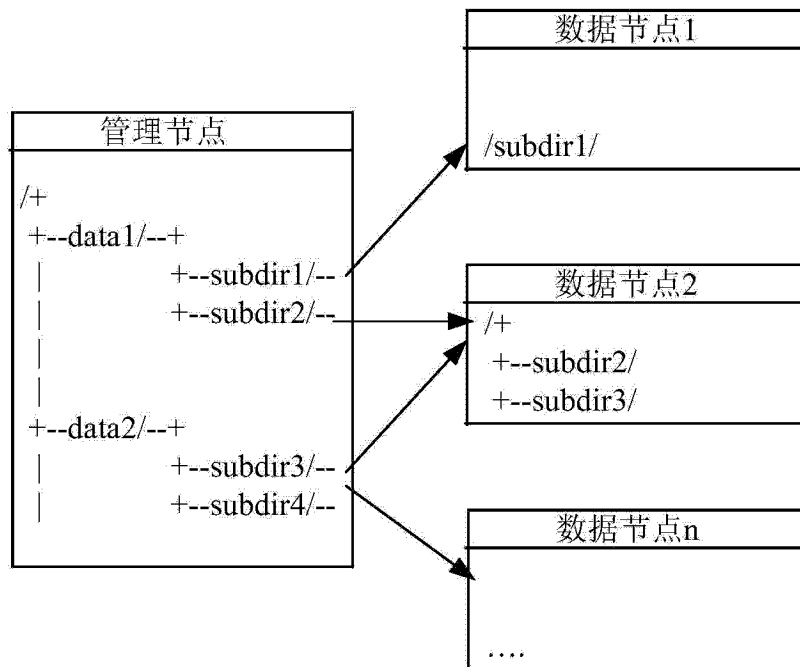 管理节点
/+
+--data1/--+
| +--subdir1/--
| +--subdir2/--
|
|
+--data2/--+
| +--subdir3/--
| +--subdir4/--
数据节点1
/subdir1/
数据节点2
/+
+--subdir2/
+--subdir3/
数据节点n
....